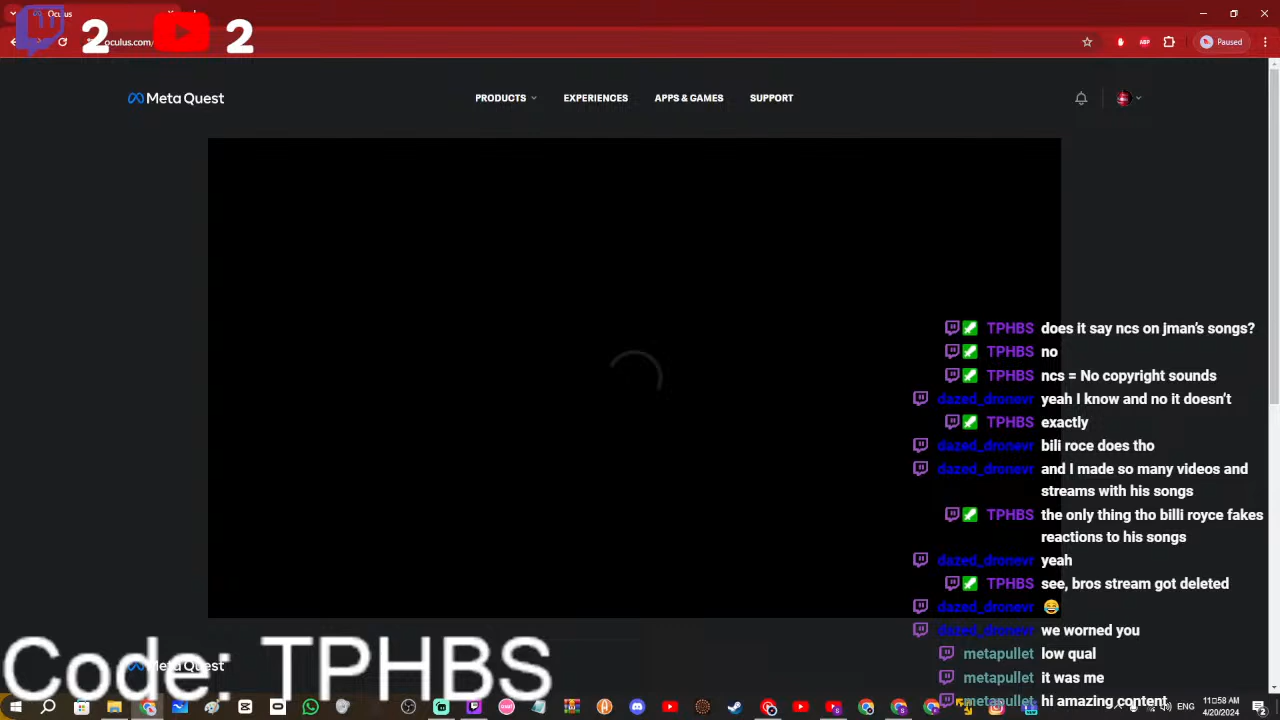 Oculus
2
2
oculus.com/
Paused
Meta Quest
PRODUCTS
EXPERIENCES
APPS & GAMES
SUPPORT
TPHBS does it say ncs on jman's songs?
TPHBS no
TPHBS ncs = No copyright sounds
dazed_dronevr yeah I know and no it doesn't
TPHBS exactly
dazed_dronevr bili roce does tho
dazed_dronevr and I made so many videos and
streams with his songs
TPHBS the only thing tho billi royce fakes
reactions to his songs
dazed_dronevr yeah
TPHBS see, bros stream got deleted
dazed_dronevr 😂
dazed_dronevr we worned you
metapullet low qual
metapullet it was me
metapullet hi amazing content
Meta Quest
Code: TPHBS
ENG
11:58 AM
4/20/2024